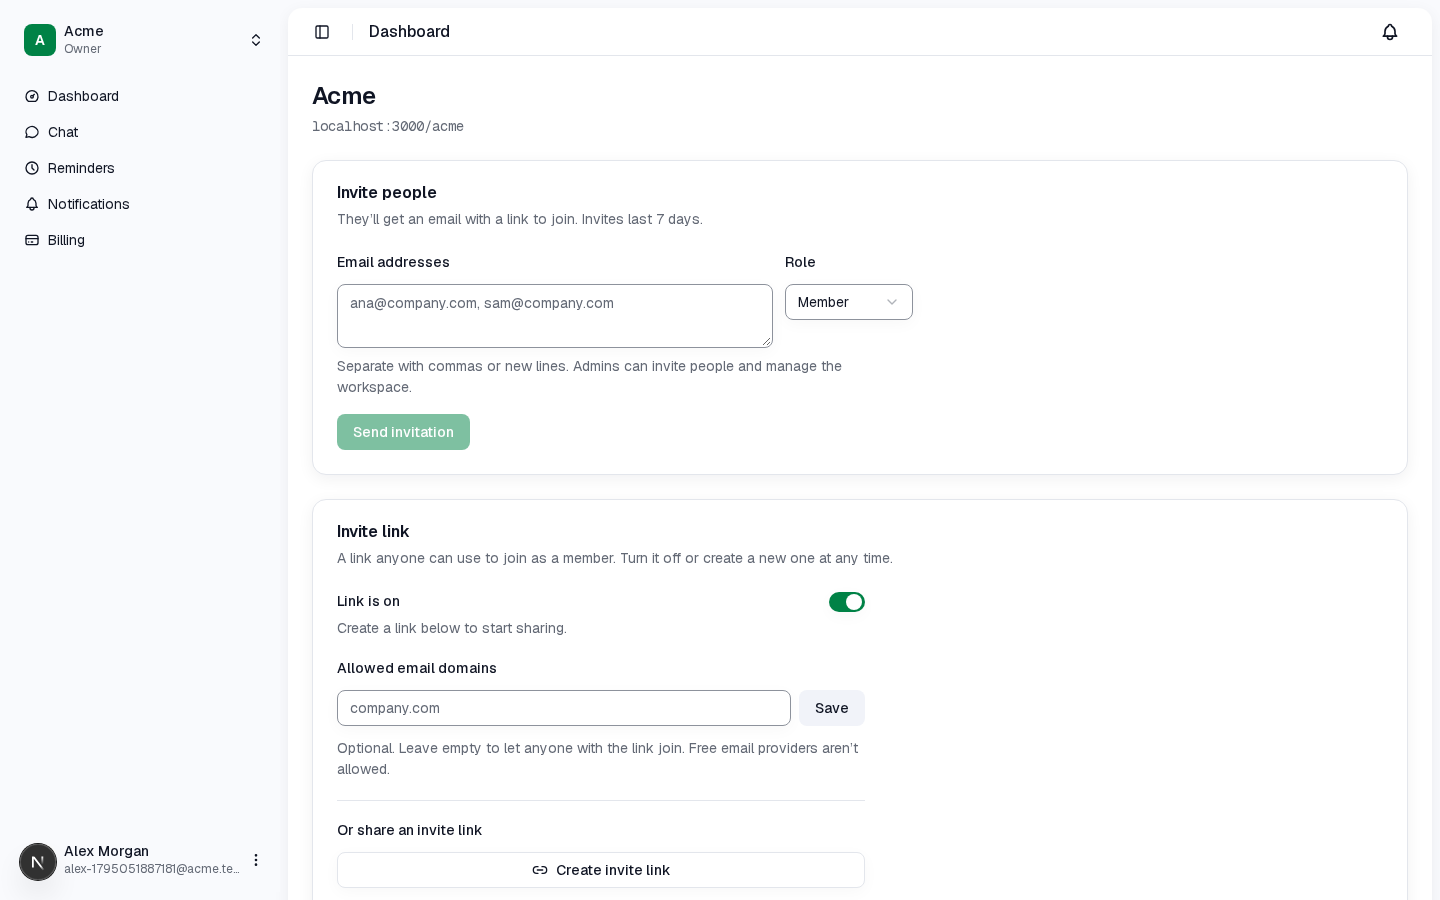 A
Acme
Owner
Dashboard
Chat
Reminders
Notifications
Billing
N
Alex Morgan
alex-1795051887181@acme.te...
Dashboard
Acme
localhost:3000/acme
Invite people
They'll get an email with a link to join. Invites last 7 days.
Email addresses
Role
ana@company.com, sam@company.com
Member
Separate with commas or new lines. Admins can invite people and manage the
workspace.
Send invitation
Invite link
A link anyone can use to join as a member. Turn it off or create a new one at any time.
Link is on
Create a link below to start sharing.
Allowed email domains
company.com
Save
Optional. Leave empty to let anyone with the link join. Free email providers aren't
allowed.
Or share an invite link
Create invite link